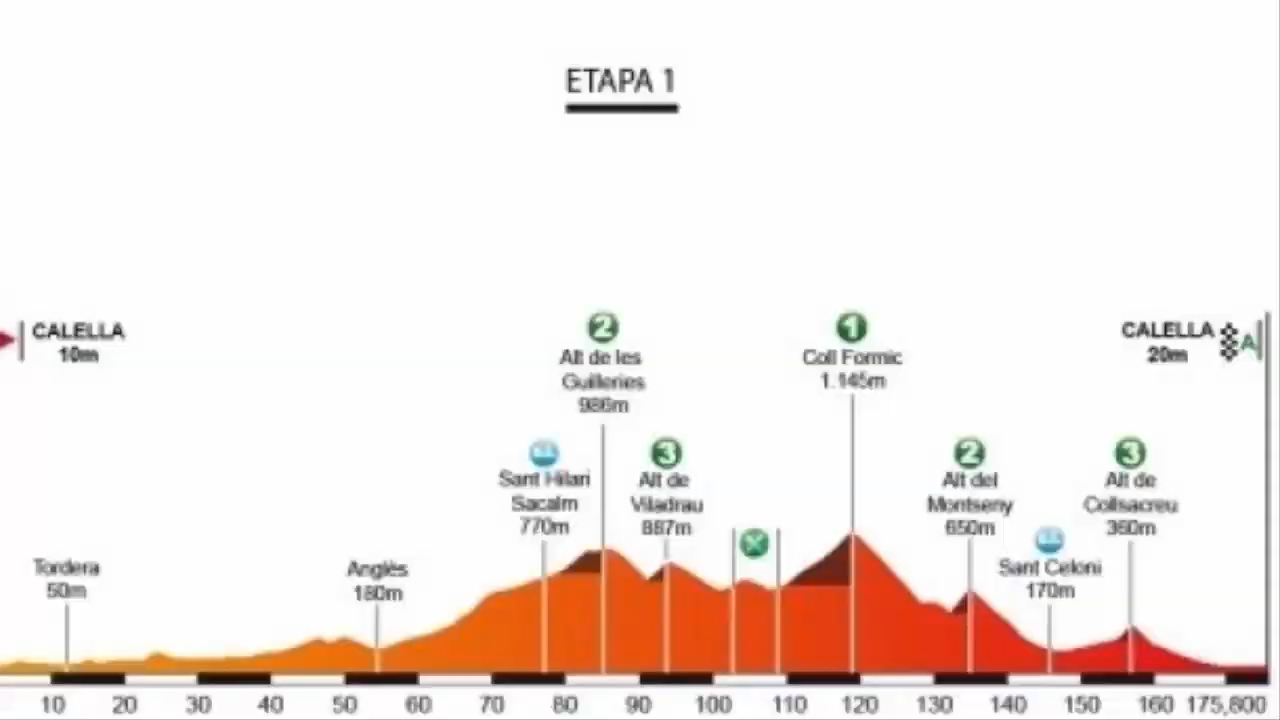 ETAPA 1
CALELLA
10m
CALELLA
20m
A
2
Alt de les
Guilleries
986m
1
Coll Formic
1.145m
Sant Hilari
Sacalm
770m
3
Alt de
Viladrau
887m
2
Alt del
Montseny
650m
3
Alt de
Collsacreu
360m
Tordera
50m
Anglès
180m
Sant Celoni
170m
10 20 30 40 50 60 70 80 90 100 110 120 130 140 150 160 175,800